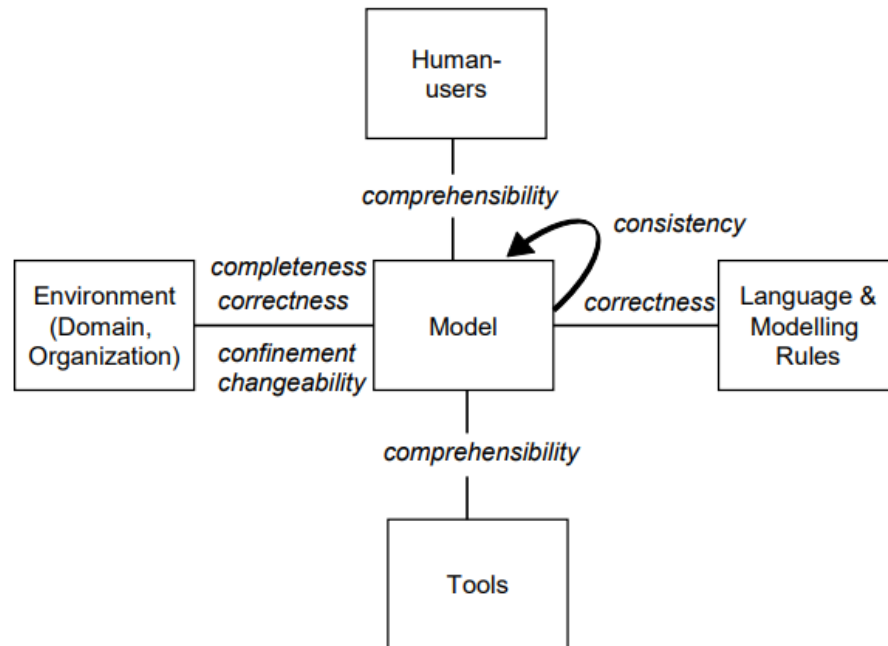 Human-
users
comprehensibility
consistency
completeness
correctness
Environment
(Domain,
Organization)
confinement
changeability
Model
correctness
Language &
Modelling
Rules
comprehensibility
Tools